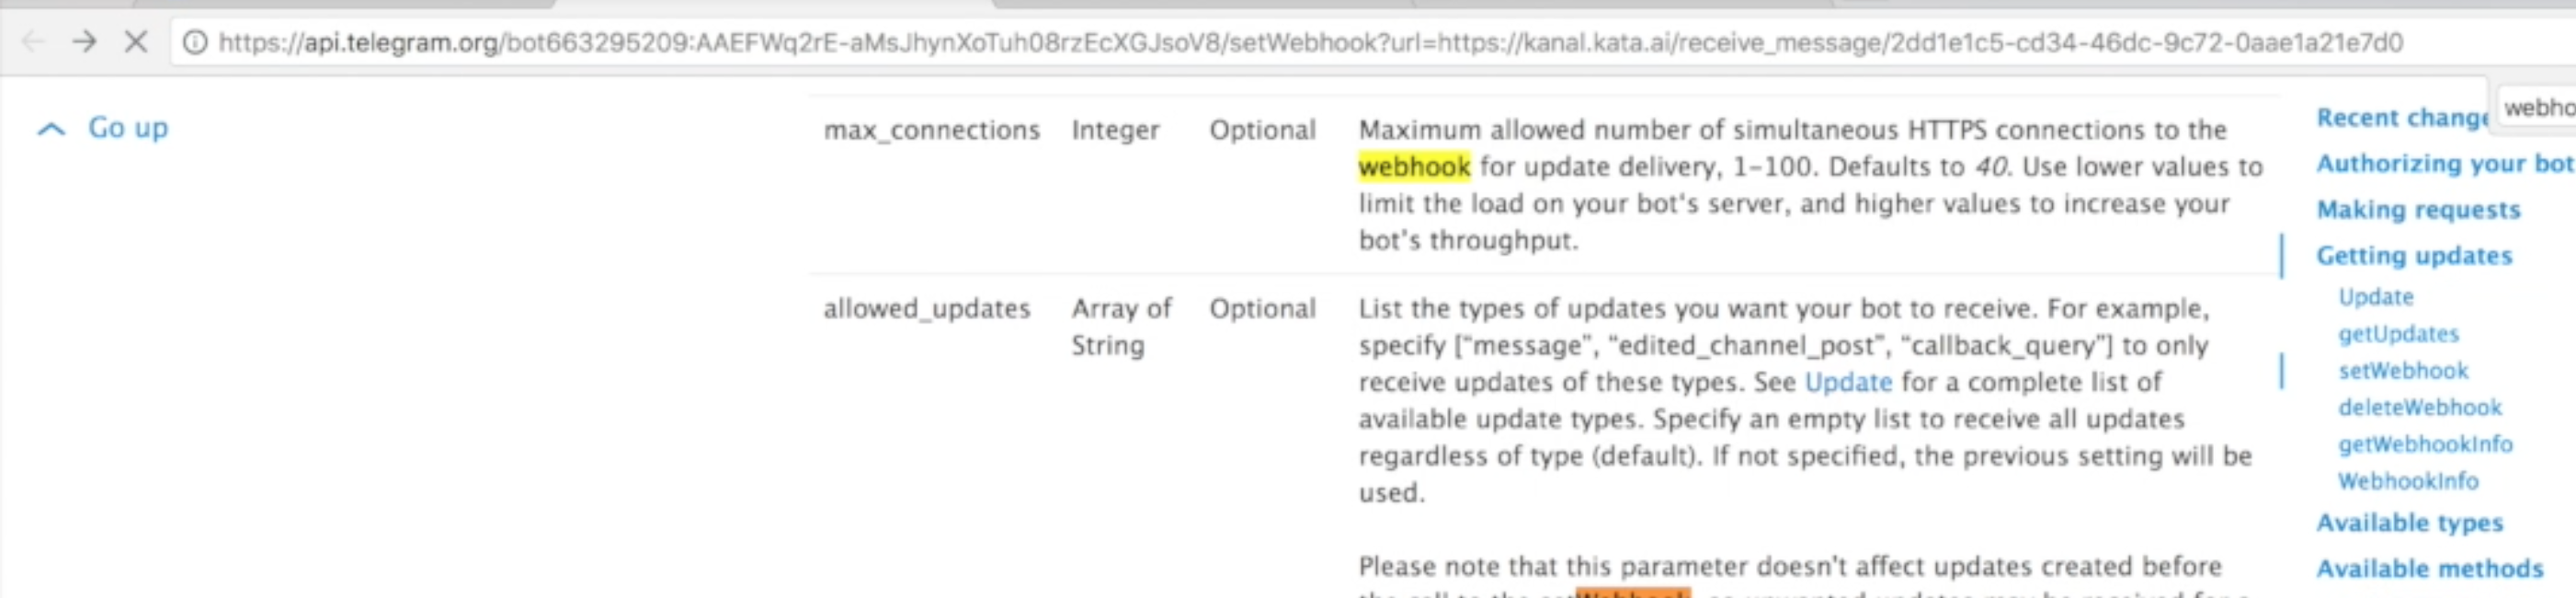 https://api.telegram.org/bot663295209:AAEFWq2rE-aMsJhynXoTuh08rzEcXGJsoV8/setWebhook?url=https://kanal.kata.ai/receive_message/2dd1e1c5-cd34-46dc-9c72-0aae1a21e7d0
Go up
max_connections Integer Optional Maximum allowed number of simultaneous HTTPS connections to the
webhook for update delivery, 1-100. Defaults to 40. Use lower values to
limit the load on your bot's server, and higher values to increase your
bot's throughput.
allowed_updates Array of String Optional List the types of updates you want your bot to receive. For example,
specify [“message”, “edited_channel_post”, “callback_query”] to only
receive updates of these types. See Update for a complete list of
available update types. Specify an empty list to receive all updates
regardless of type (default). If not specified, the previous setting will be
used.
Please note that this parameter doesn't affect updates created before
webho
Recent change
Authorizing your bot
Making requests
Getting updates
Update
getUpdates
setWebhook
deleteWebhook
getWebhookInfo
WebhookInfo
Available types
Available methods